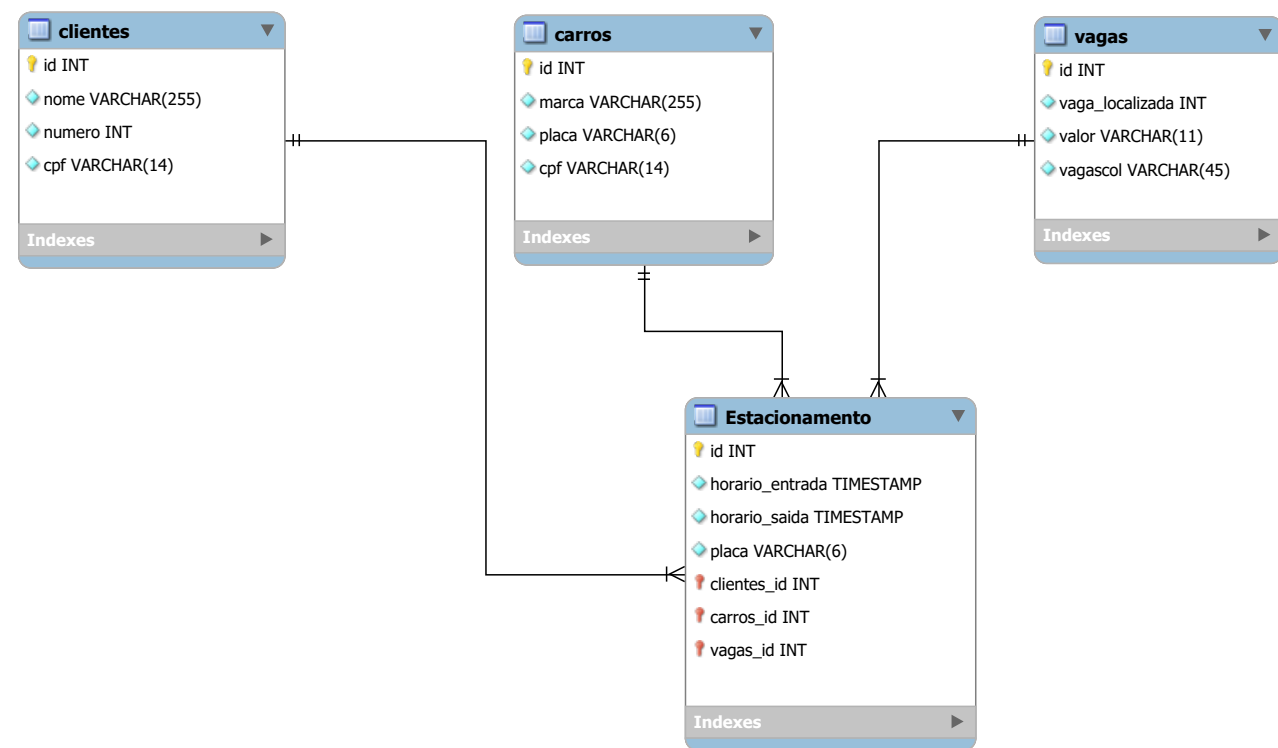 clientes
id INT
nome VARCHAR(255)
numero INT
cpf VARCHAR(14)
Indexes
carros
id INT
marca VARCHAR(255)
placa VARCHAR(6)
cpf VARCHAR(14)
Indexes
vagas
id INT
vaga_localizada INT
valor VARCHAR(11)
vagascol VARCHAR(45)
Indexes
Estacionamento
id INT
horario_entrada TIMESTAMP
horario_saida TIMESTAMP
placa VARCHAR(6)
clientes_id INT
carros_id INT
vagas_id INT
Indexes